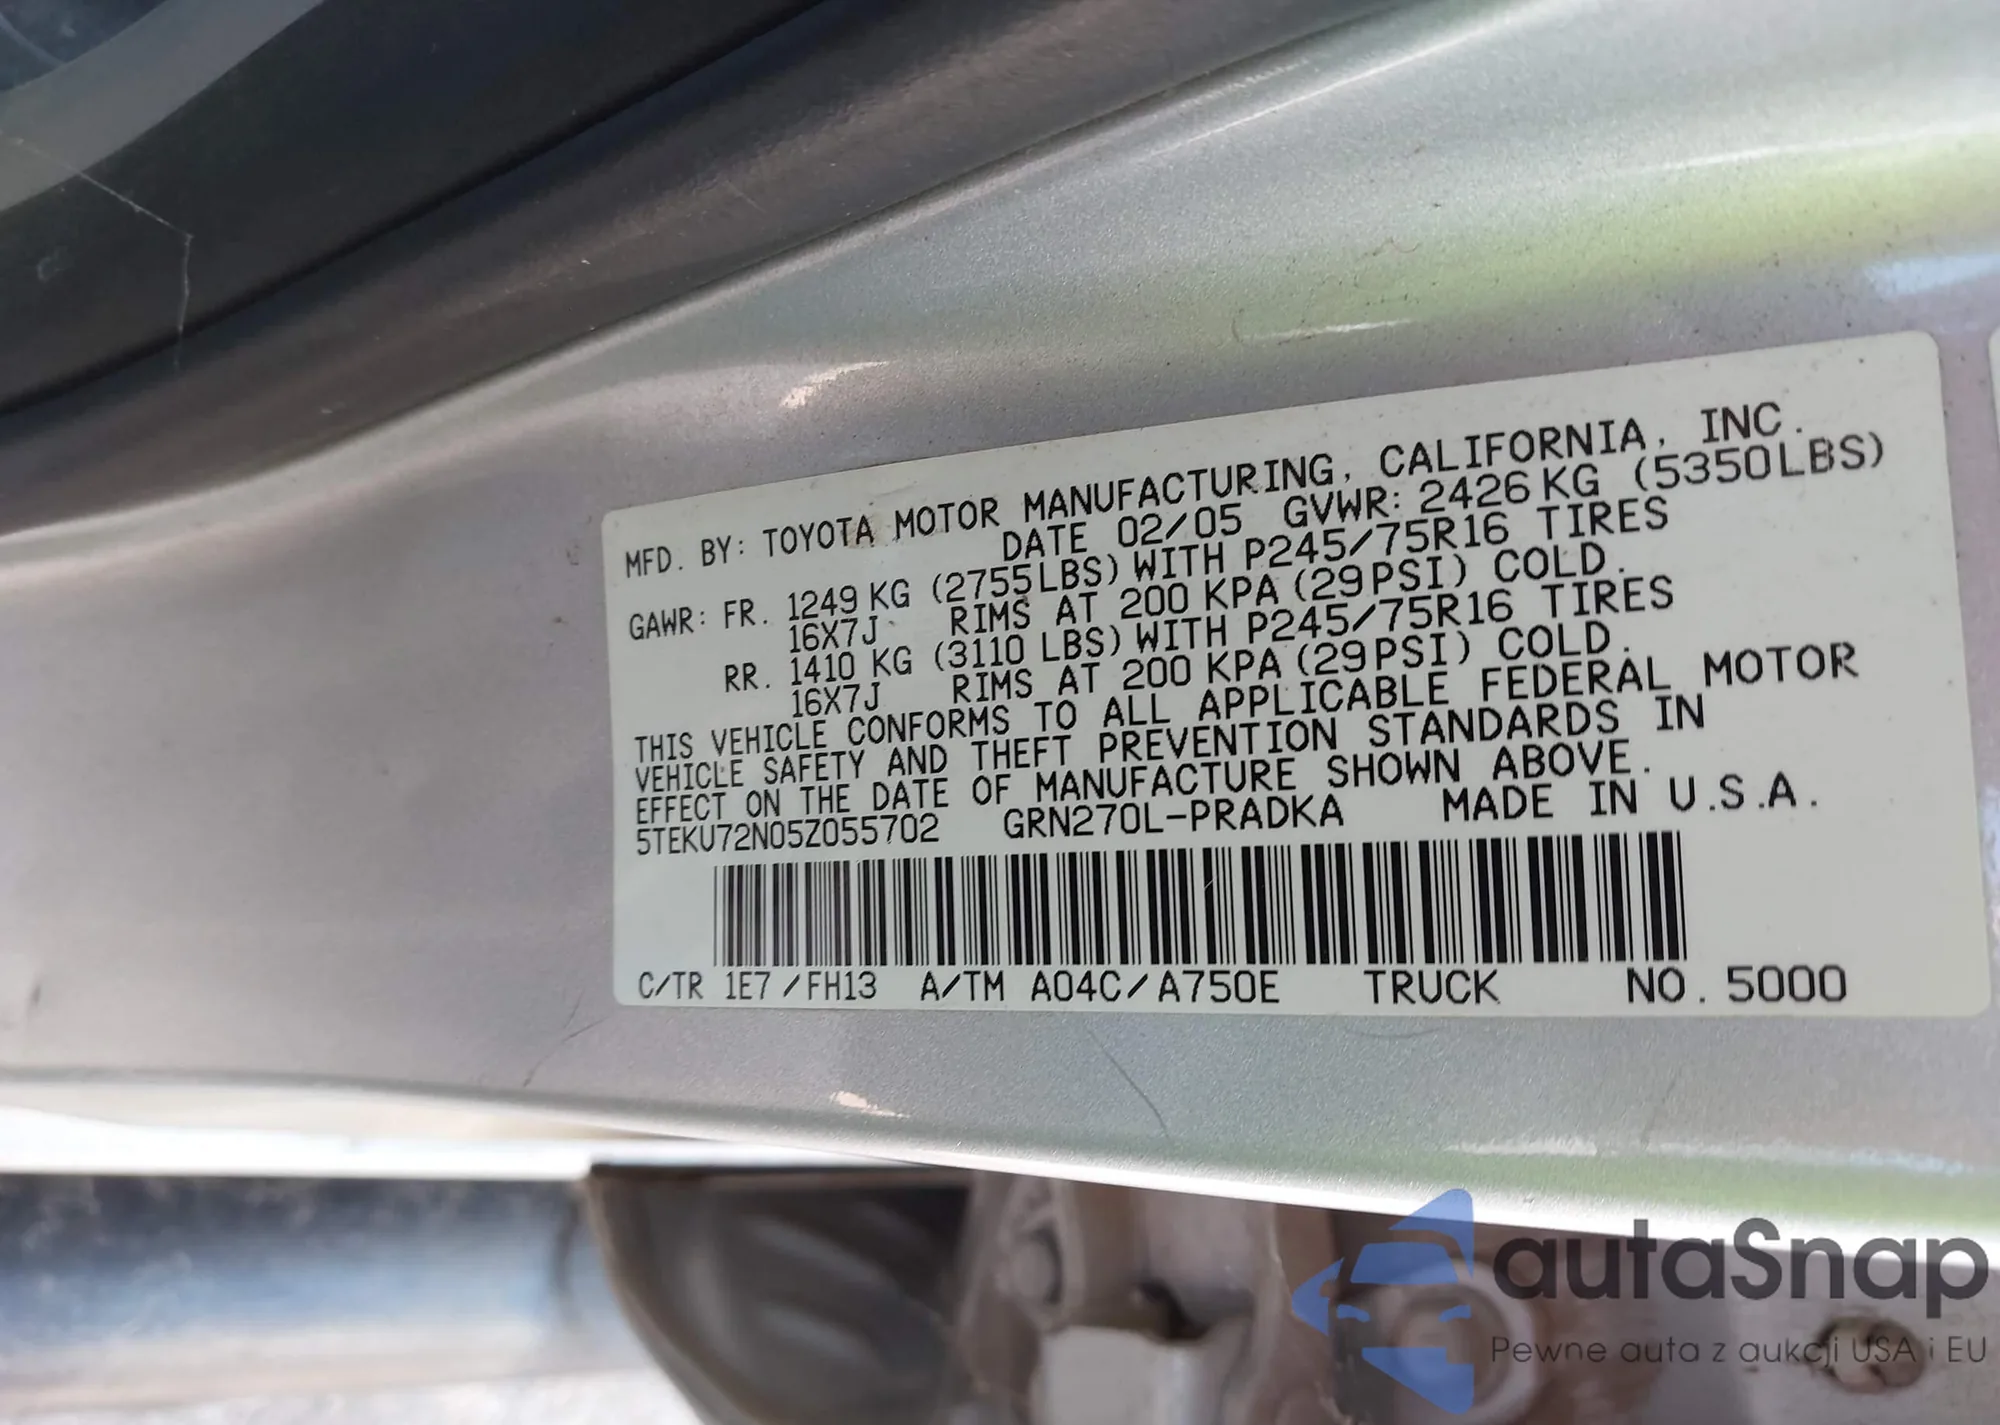 MFD. BY: TOYOTA MOTOR MANUFACTURING, CALIFORNIA, INC.
DATE 02/05 GVWR: 2426 KG (5350LBS)
GAWR: FR. 1249 KG (2755LBS) WITH P245/75R16 TIRES
16X7J RIMS AT 200 KPA (29PSI) COLD.
RR. 1410 KG (3110 LBS) WITH P245/75R16 TIRES
16X7J RIMS AT 200 KPA (29PSI) COLD.
THIS VEHICLE CONFORMS TO ALL APPLICABLE FEDERAL MOTOR
VEHICLE SAFETY AND THEFT PREVENTION STANDARDS IN
EFFECT ON THE DATE OF MANUFACTURE SHOWN ABOVE.
5TEKU72N05Z055702 GRN270L-PRADKA MADE IN U.S.A.
C/TR 1E7 /FH13 A/TM A04C/A750E TRUCK NO. 5000
autaSnap
Pewne auta z aukcji USA i EU